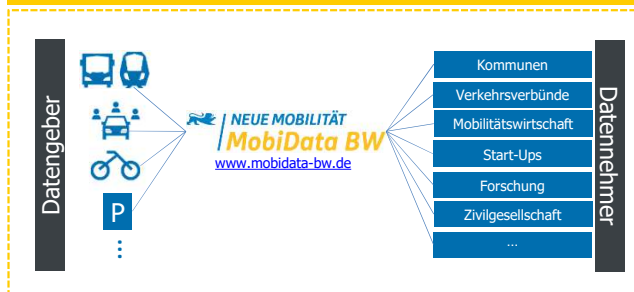 Datengeber
P
NEUE MOBILITÄT
MobiData BW
www.mobidata-bw.de
Kommunen
Verkehrsverbünde
Mobilitätswirtschaft
Start-Ups
Forschung
Zivilgesellschaft
...
Datennehmer